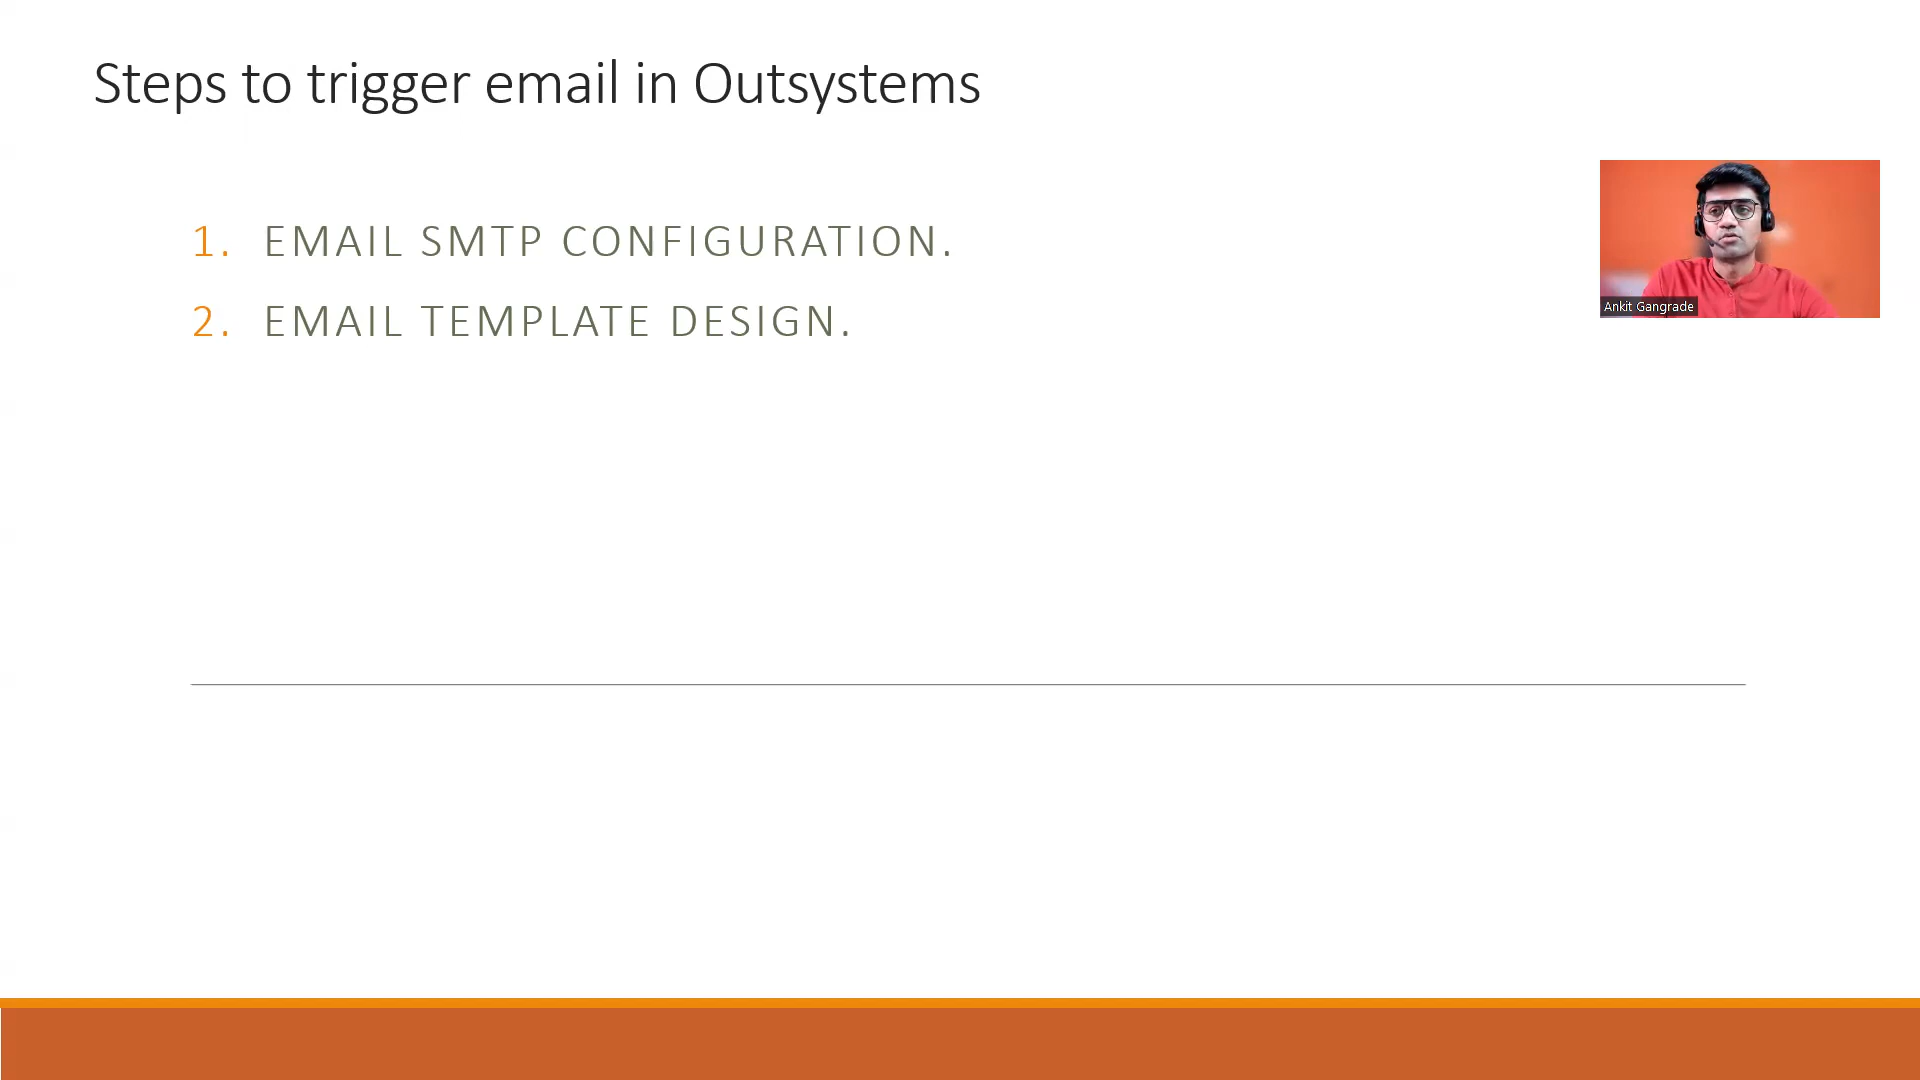 Steps to trigger email in Outsystems
1. EMAIL SMTP CONFIGURATION.
2. EMAIL TEMPLATE DESIGN.
Ankit Gangrade